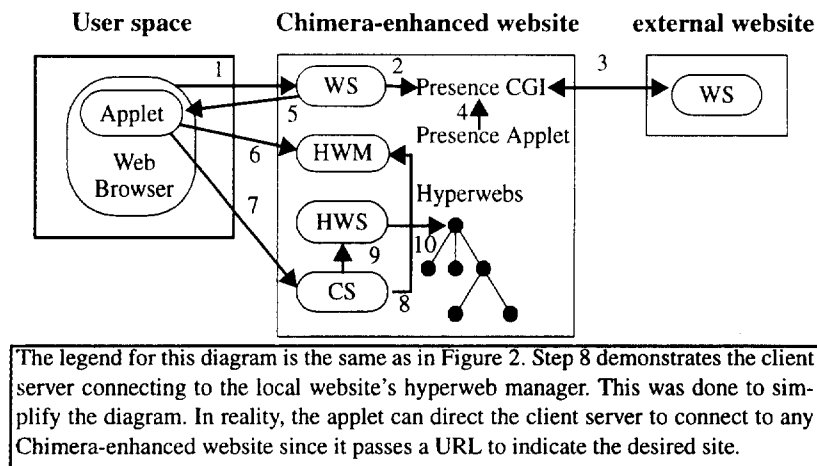 User space Chimera-enhanced website external website
1 2 3
WS Presence CGI WS
5 4
Applet Presence Applet
6 HWM
Web
Browser
7 Hyperwebs
HWS
10
9
CS 8
The legend for this diagram is the same as in Figure 2. Step 8 demonstrates the client
server connecting to the local website's hyperweb manager. This was done to sim-
plify the diagram. In reality, the applet can direct the client server to connect to any
Chimera-enhanced website since it passes a URL to indicate the desired site.